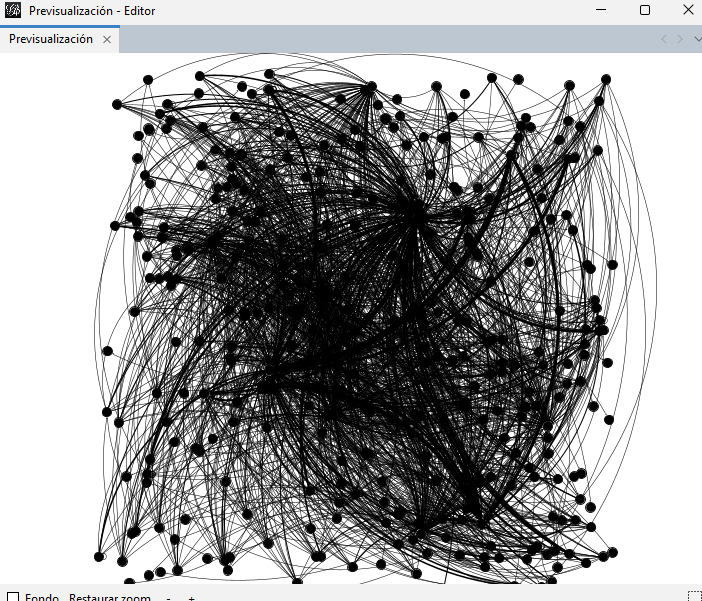 Previsualización - Editor
Previsualización
Fondo Restaurar zoom - +